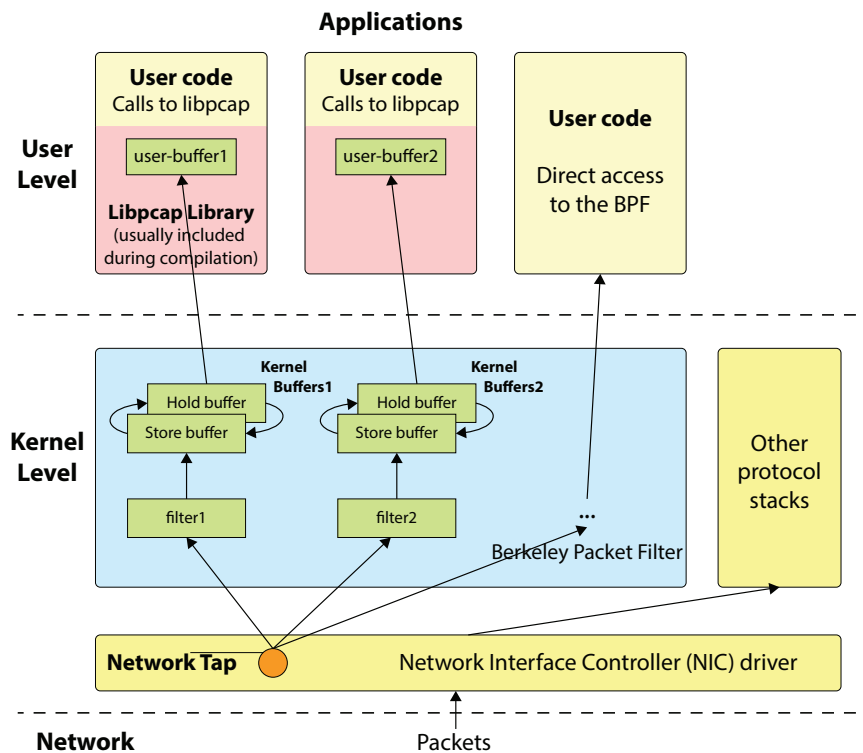 Applications
User code
Calls to libpcap
user-buffer1
Libpcap Library
(usually included
during compilation)
User code
Calls to libpcap
user-buffer2
User code
Direct access
to the BPF
User
Level
Kernel
Buffers1
Hold buffer
Store buffer
filter1
Kernel
Buffers2
Hold buffer
Store buffer
filter2
...
Berkeley Packet Filter
Other
protocol
stacks
Kernel
Level
Network Tap
Network Interface Controller (NIC) driver
Network
Packets